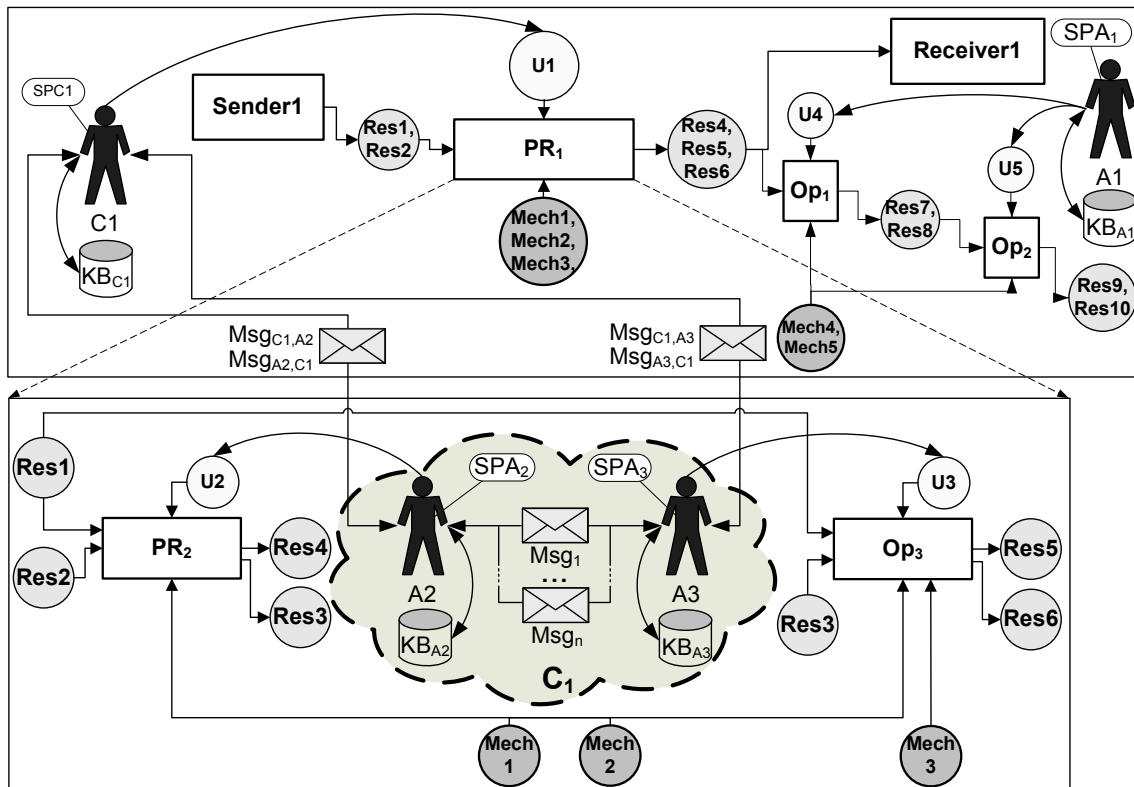 SPC1
C1
KBC1
Sender1
Res1,
Res2
U1
PR1
Mech1,
Mech2,
Mech3,
Res4,
Res5,
Res6
Receiver1
SPA1
U4
U5
Op1
Res7,
Res8
Op2
A1
KBA1
Res9,
Res10
Mech4,
Mech5
MsgC1,A2
MsgA2,C1
MsgC1,A3
MsgA3,C1
Res1
Res2
U2
PR2
Res4
Res3
SPA2
A2
KBA2
Msg1
...
Msgn
SPA3
A3
KBA3
C1
U3
Op3
Res3
Res5
Res6
Mech
1
Mech
2
Mech
3